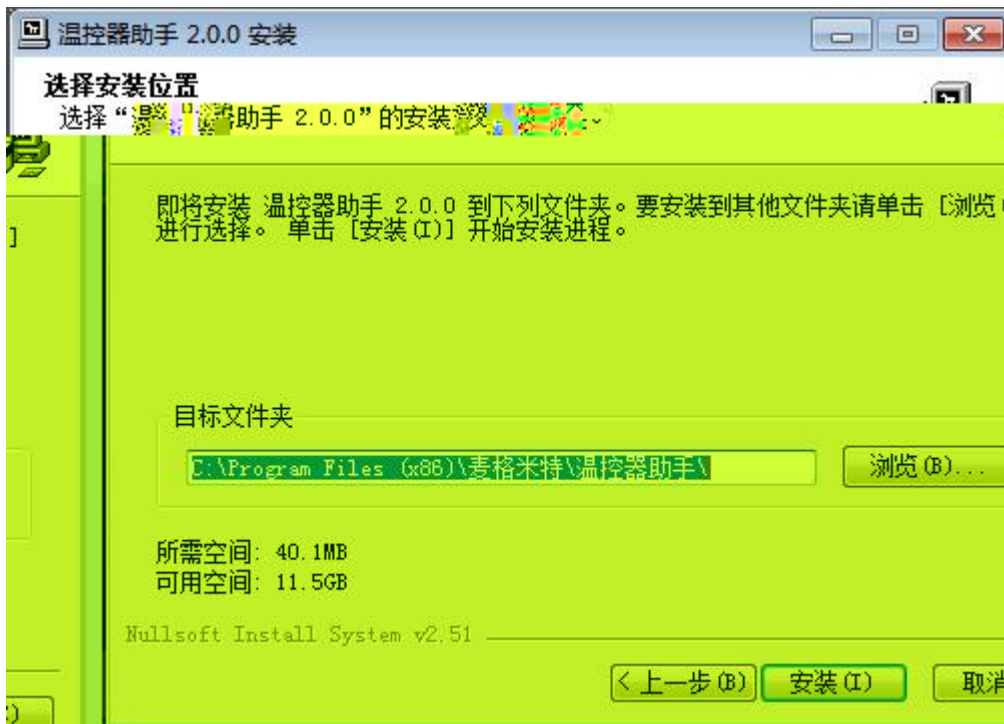 温控器助手 2.0.0 安装
选择安装位置
选择“温控器助手 2.0.0”的安装
即将安装 温控器助手 2.0.0 到下列文件夹。要安装到其他文件夹请单击 [浏览
进行选择。 单击 [安装(I)] 开始安装进程。
]
目标文件夹
C:\Program Files (x86)\麦格米特\温控器助手\
浏览(B)...
所需空间: 40.1MB
可用空间: 11.5GB
Nullsoft Install System v2.51
< 上一步(B)
安装(I)
取消